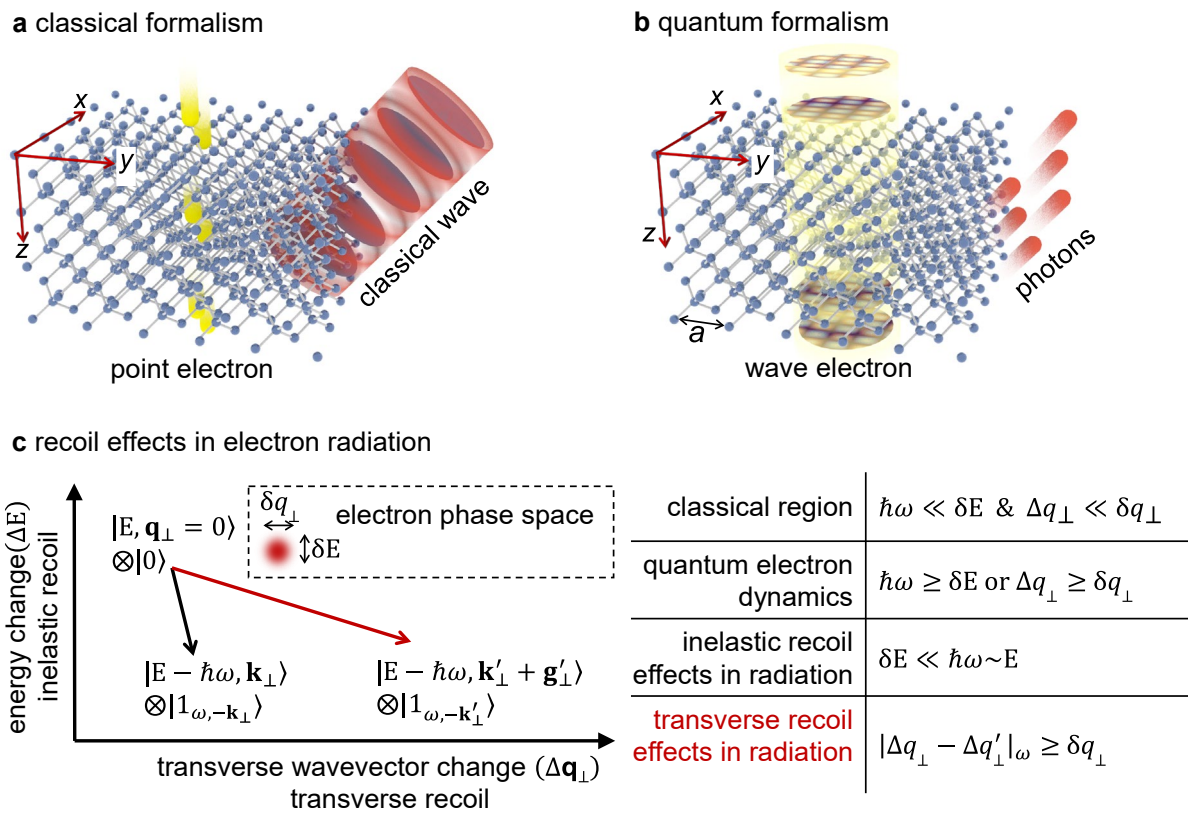 a classical formalism
x
y
z
classical wave
point electron
b quantum formalism
x
y
z
a
photons
wave electron
c recoil effects in electron radiation
energy change(ΔE)
inelastic recoil
|E, q⊥ = 0⟩
⊗|0⟩
δq⊥
δE
electron phase space
|E − ℏω, k⊥⟩
⊗|1ω,−k⊥⟩
|E − ℏω, k′⊥ + g′⊥⟩
⊗|1ω,−k′⊥⟩
transverse wavevector change (Δq⊥)
transverse recoil
classical region
ℏω ≪ δE & Δq⊥ ≪ δq⊥
quantum electron
dynamics
ℏω ≥ δE or Δq⊥ ≥ δq⊥
inelastic recoil
effects in radiation
δE ≪ ℏω~E
transverse recoil
effects in radiation
|Δq⊥ − Δq′⊥|ω ≥ δq⊥